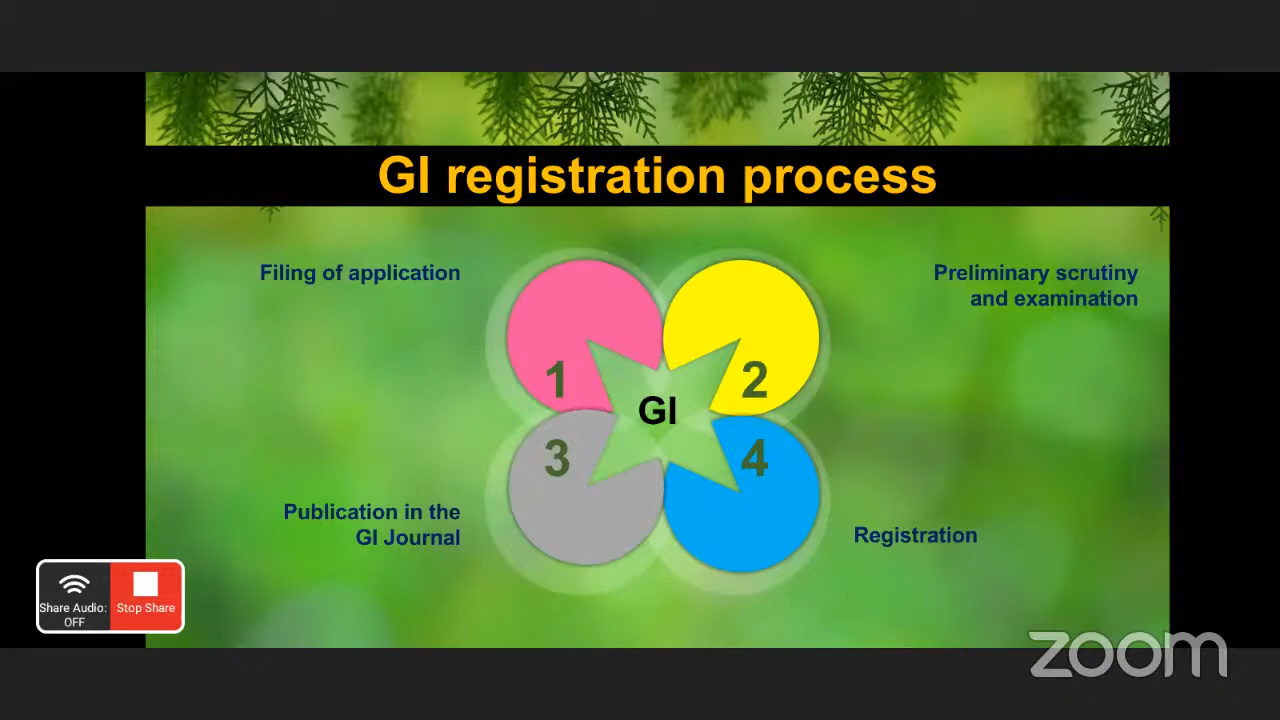 GI registration process
Filing of application
Preliminary scrutiny
and examination
1
2
GI
3
4
Publication in the
GI Journal
Registration
Share Audio:
OFF
Stop Share
zoom